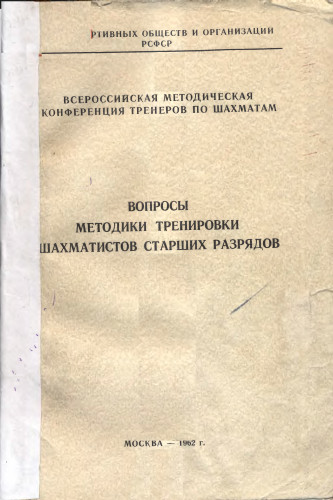 РТИВНЫХ ОБЩЕСТВ И ОРГАНИЗАЦИЙ
РСФСР
ВСЕРОССИЙСКАЯ МЕТОДИЧЕСКАЯ
КОНФЕРЕНЦИЯ ТРЕНЕРОВ ПО ШАХМАТАМ
ВОПРОСЫ
МЕТОДИКИ ТРЕНИРОВКИ
ШАХМАТИСТОВ СТАРШИХ РАЗРЯДОВ
МОСКВА — 1962 г.